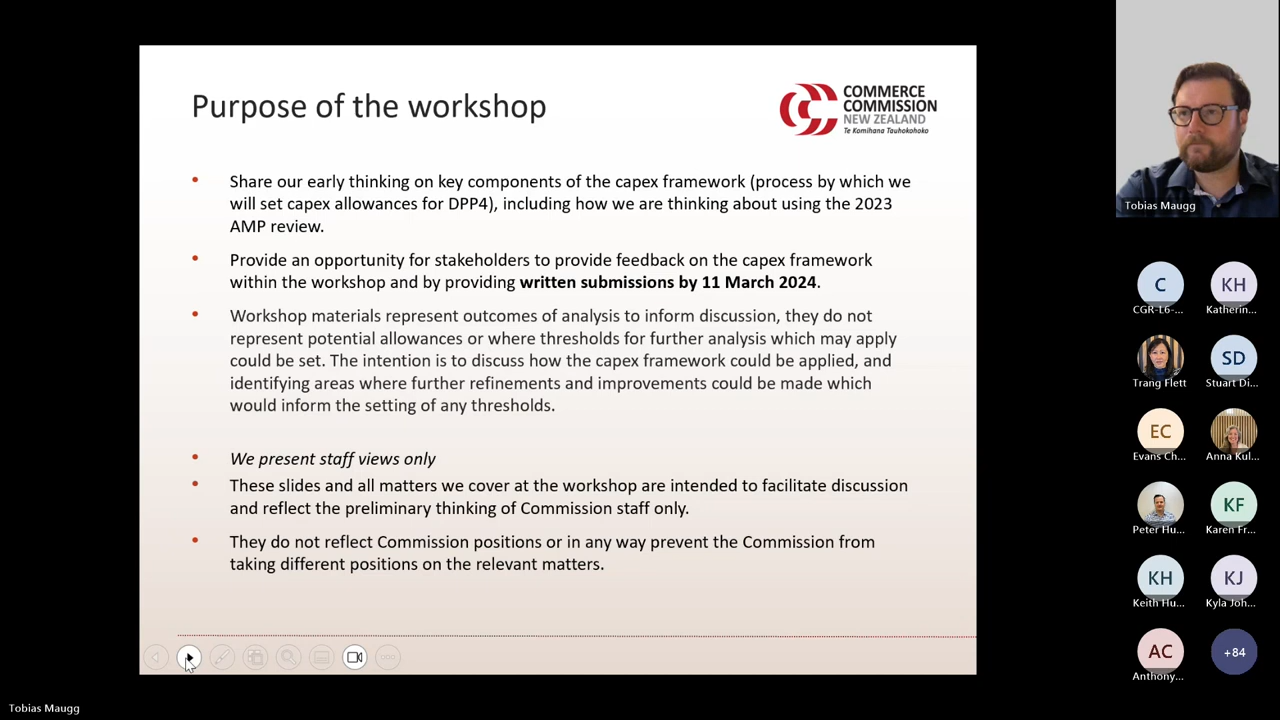 Purpose of the workshop
COMMERCE
COMMISSION
NEW ZEALAND
Te Komihana Tauhokohoko
• Share our early thinking on key components of the capex framework (process by which we
will set capex allowances for DPP4), including how we are thinking about using the 2023
AMP review.
• Provide an opportunity for stakeholders to provide feedback on the capex framework
within the workshop and by providing written submissions by 11 March 2024.
• Workshop materials represent outcomes of analysis to inform discussion, they do not
represent potential allowances or where thresholds for further analysis which may apply
could be set. The intention is to discuss how the capex framework could be applied, and
identifying areas where further refinements and improvements could be made which
would inform the setting of any thresholds.
• We present staff views only
• These slides and all matters we cover at the workshop are intended to facilitate discussion
and reflect the preliminary thinking of Commission staff only.
• They do not reflect Commission positions or in any way prevent the Commission from
taking different positions on the relevant matters.
Tobias Maugg
C
CGR-L6-...
KH
Katherin...
Trang Flett
SD
Stuart Di...
EC
Evans Ch...
Anna Kul...
Peter Hu...
KF
Karen Fr...
KH
Keith Hu...
KJ
Kyla Joh...
AC
Anthony...
+84
Tobias Maugg